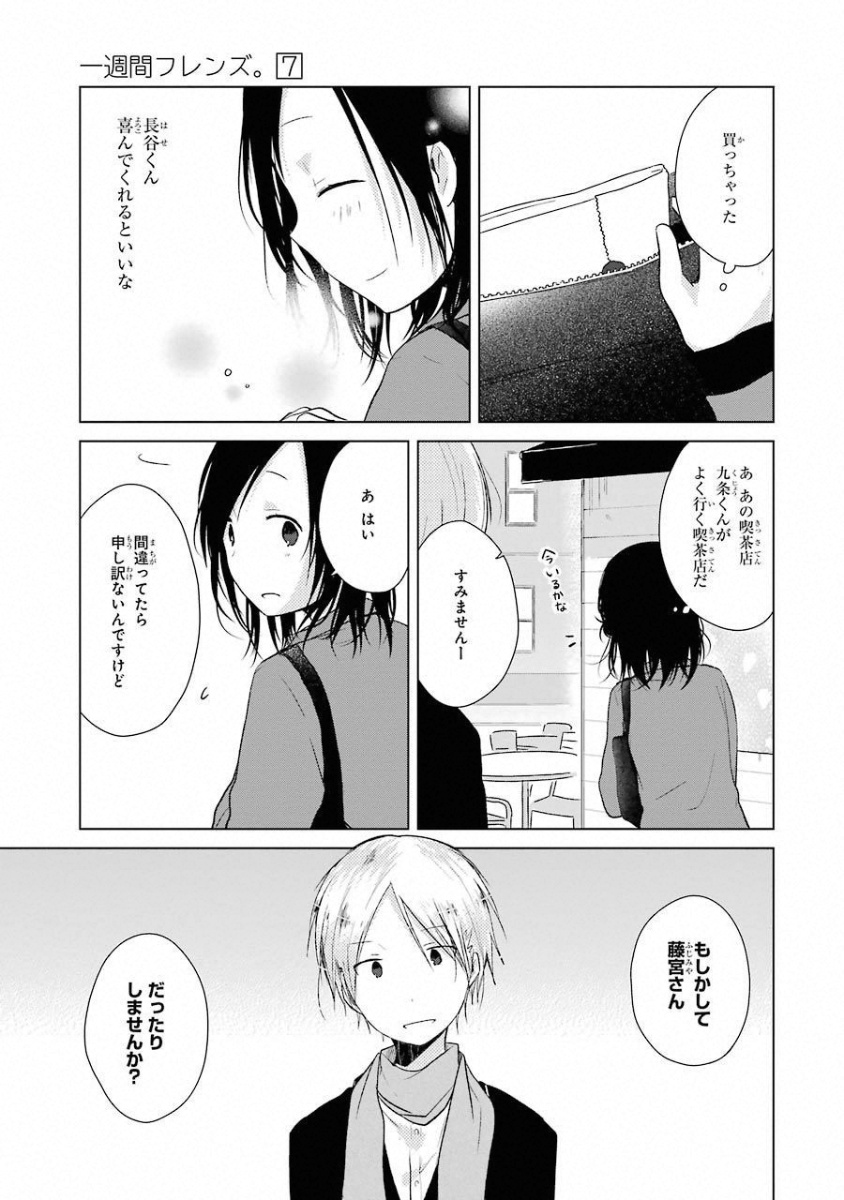 一週間フレンズ。7
買っちゃった
長谷くん
喜んでくれるといいな
あ あの喫茶店
九条くんが
よく行く喫茶店だ
今いるかな
すみませんー
あ はい
間違ってたら
申し訳ないんですけど
もしかして
藤宮さん
だったり
しませんか?